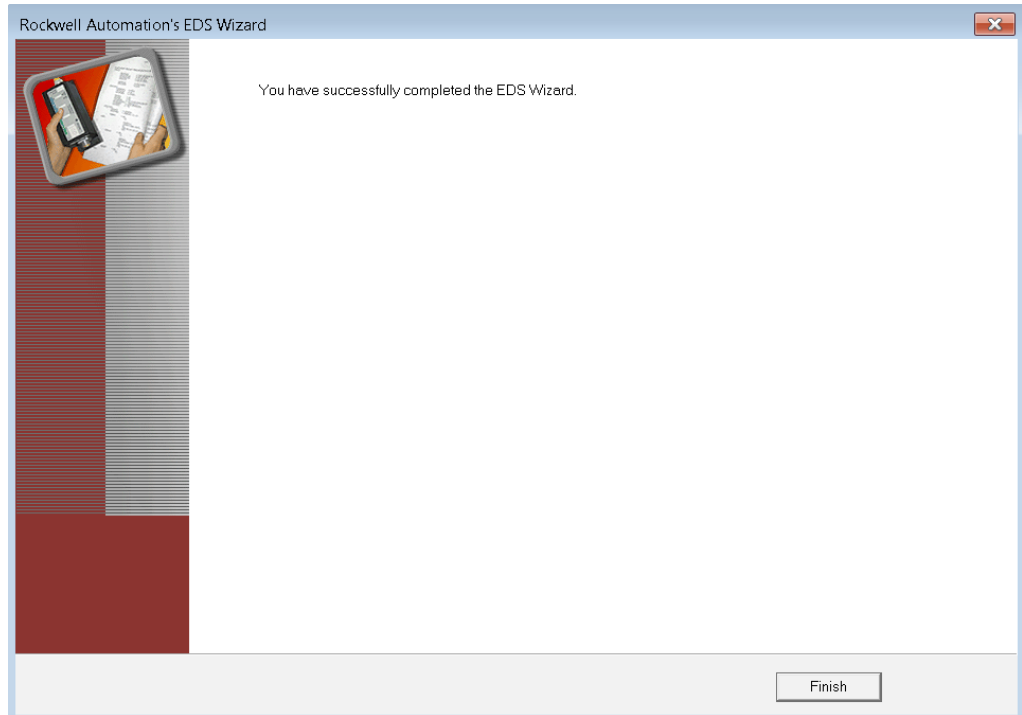 Rockwell Automation's EDS Wizard
You have successfully completed the EDS Wizard.
Finish